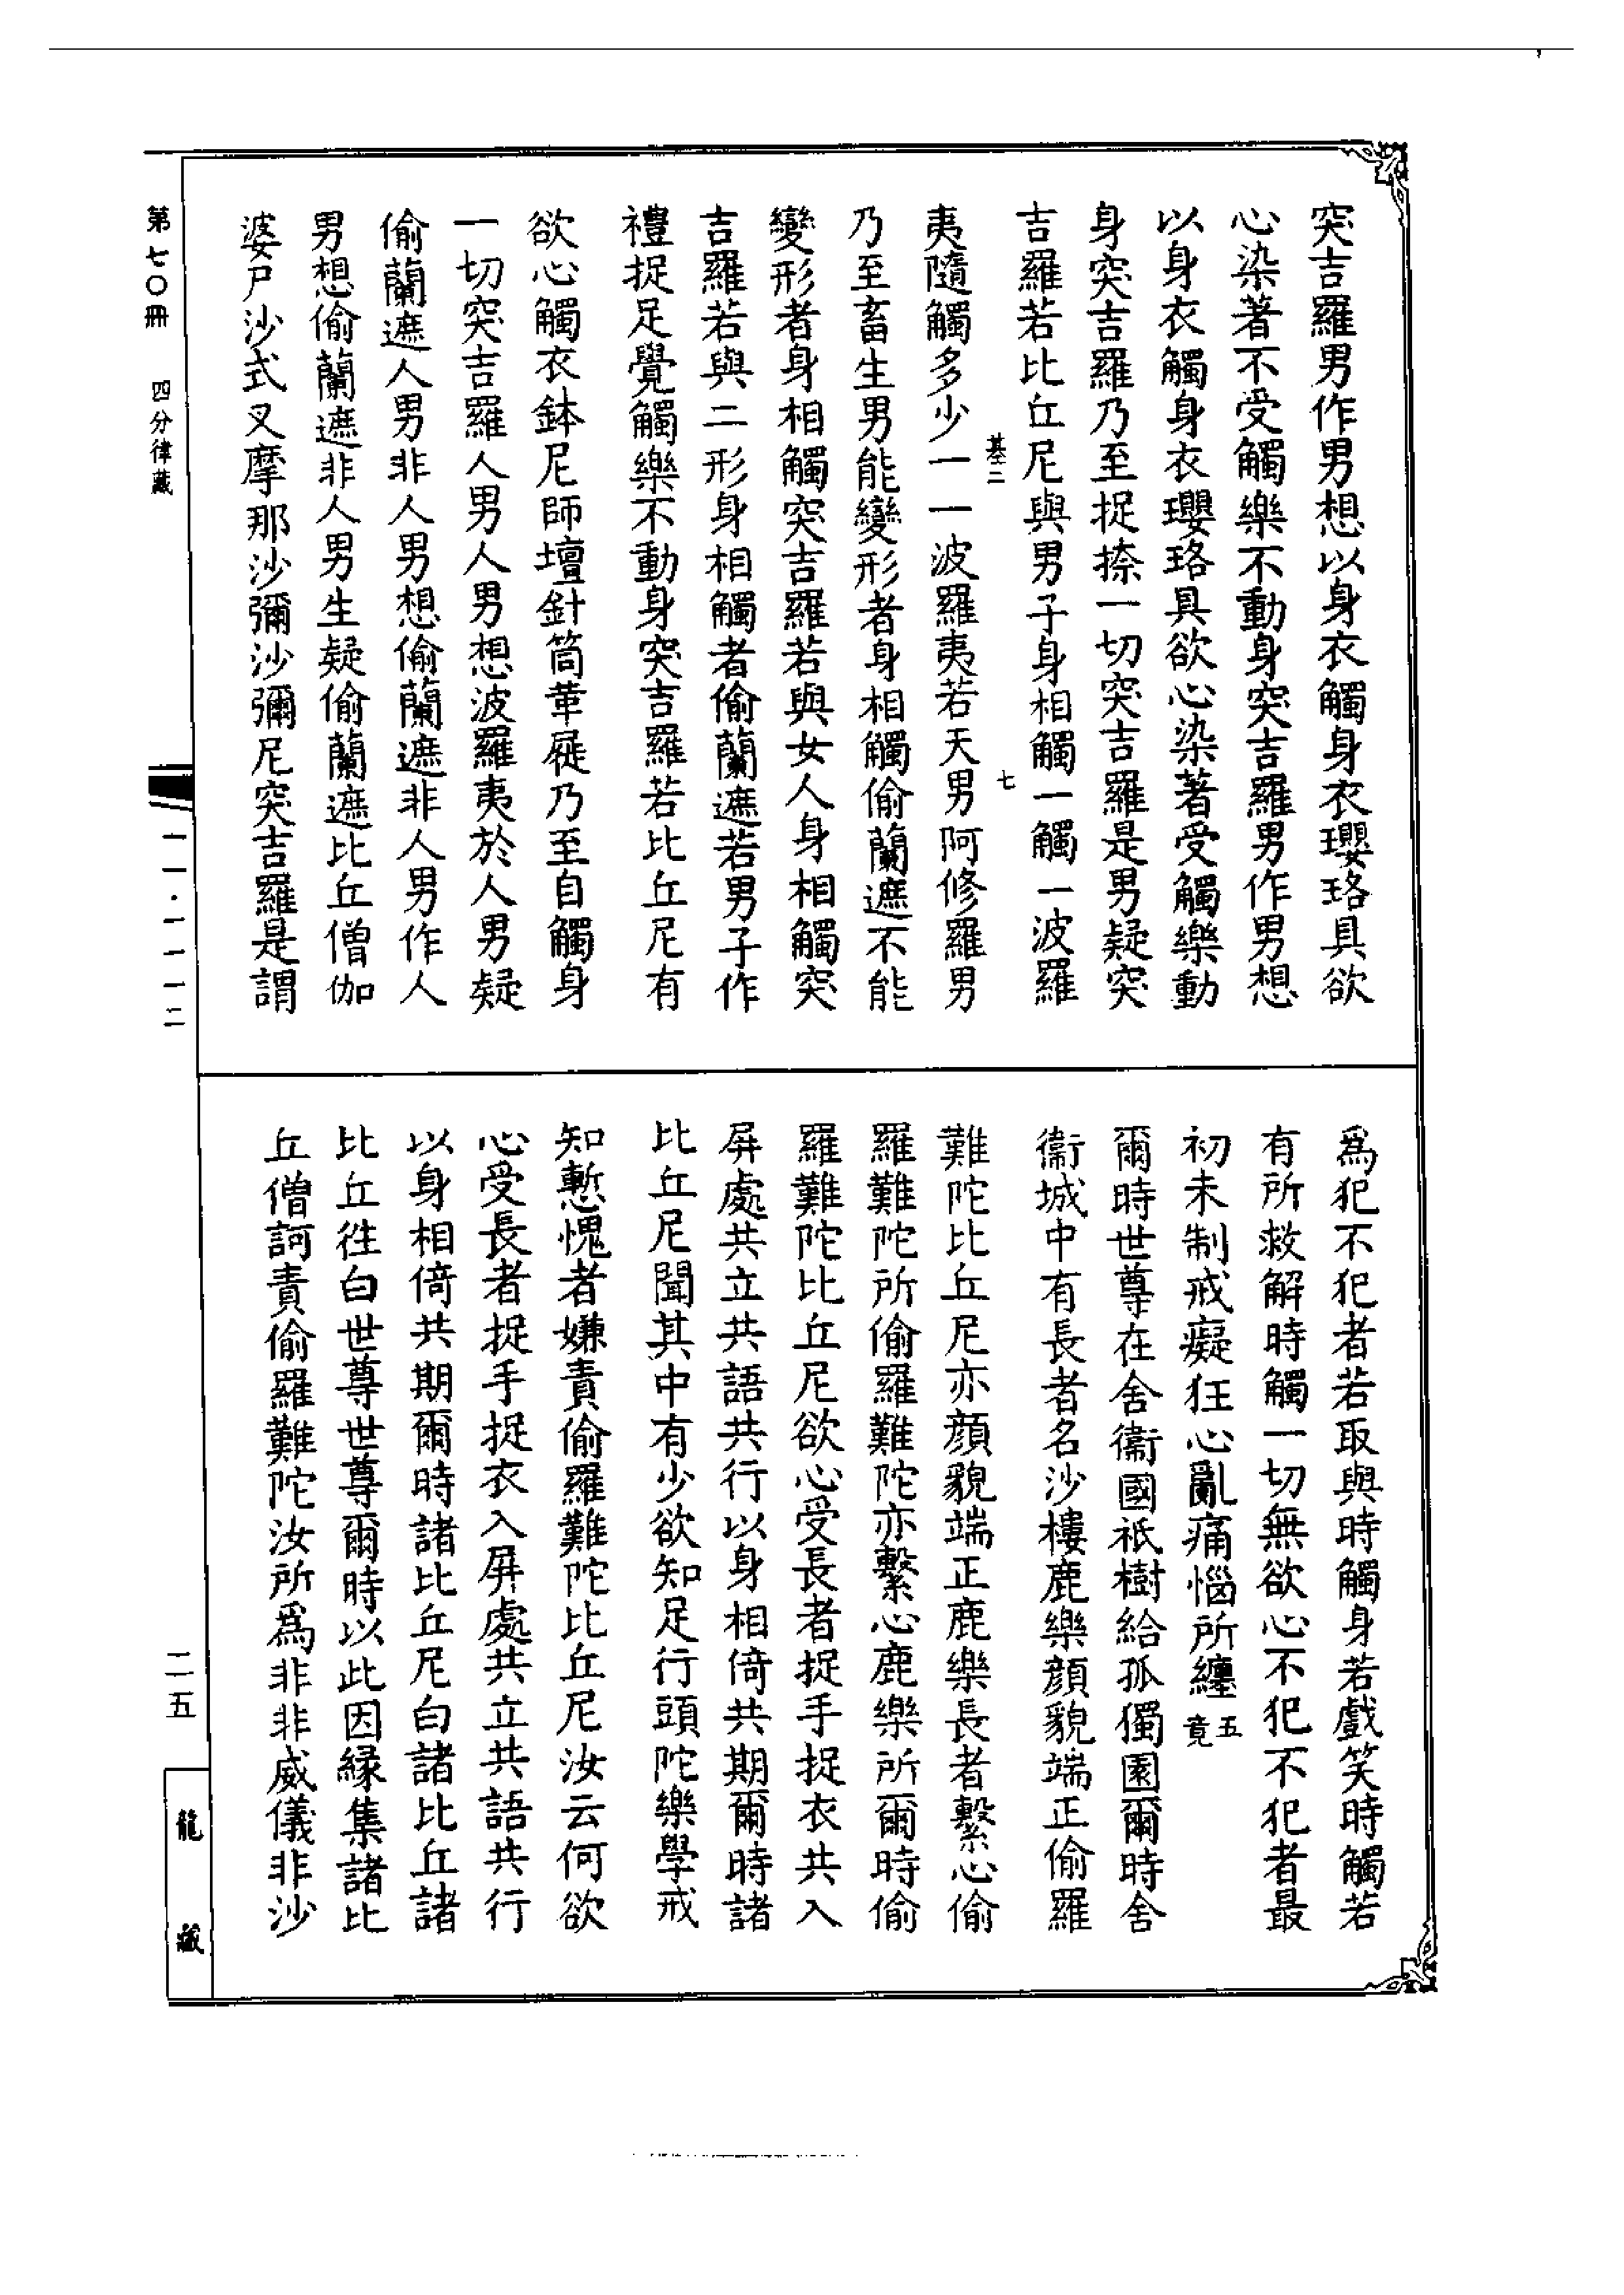 突吉羅男作男想以身衣觸身衣瓔珞具欲
心染著不受觸樂不動身突吉羅男作男想
以身衣觸身衣瓔珞具欲心染著受觸樂動
身突吉羅乃至捉捺一切突吉羅是男疑突
吉羅若比丘尼與男子身相觸一觸一波羅
棊三 七
夷隨觸多少一一波羅夷若天男阿修羅男
乃至畜生男能變形者身相觸偷蘭遮不能
變形者身相觸突吉羅若與女人身相觸突
吉羅若與二形身相觸者偷蘭遮若男子作
禮捉足覺觸樂不動身突吉羅若比丘尼有
欲心觸衣鉢尼師壇針筒革屣乃至自觸身
一切突吉羅人男人男想波羅夷於人男疑
偷蘭遮人男非人男想偷蘭遮非人男作人
男想偷蘭遮非人男生疑偷蘭遮比丘僧伽
婆尸沙式叉摩那沙彌沙彌尼突吉羅是謂
為犯不犯者若取與時觸身若戲笑時觸若
有所救解時觸一切無欲心不犯不犯者最
初未制戒癡狂心亂痛惱所纏五竟
爾時世尊在舍衞國祇樹給孤獨園爾時舍
衞城中有長者名沙樓鹿樂顏貌端正偷羅
難陀比丘尼亦顏貌端正鹿樂長者繫心偷
羅難陀所偷羅難陀亦繫心鹿樂所爾時偷
羅難陀比丘尼欲心受長者捉手捉衣共入
屏處共立共語共行以身相倚共期爾時諸
比丘尼聞其中有少欲知足行頭陀樂學戒
知慙愧者嫌責偷羅難陀比丘尼汝云何欲
心受長者捉手捉衣入屏處共立共語共行
以身相倚共期爾時諸比丘尼白諸比丘諸
比丘徃白世尊世尊爾時以此因緣集諸比
丘僧訶責偷羅難陀汝所為非非威儀非沙
第七〇冊 四分律藏
一一·一一一二
二五
龍藏